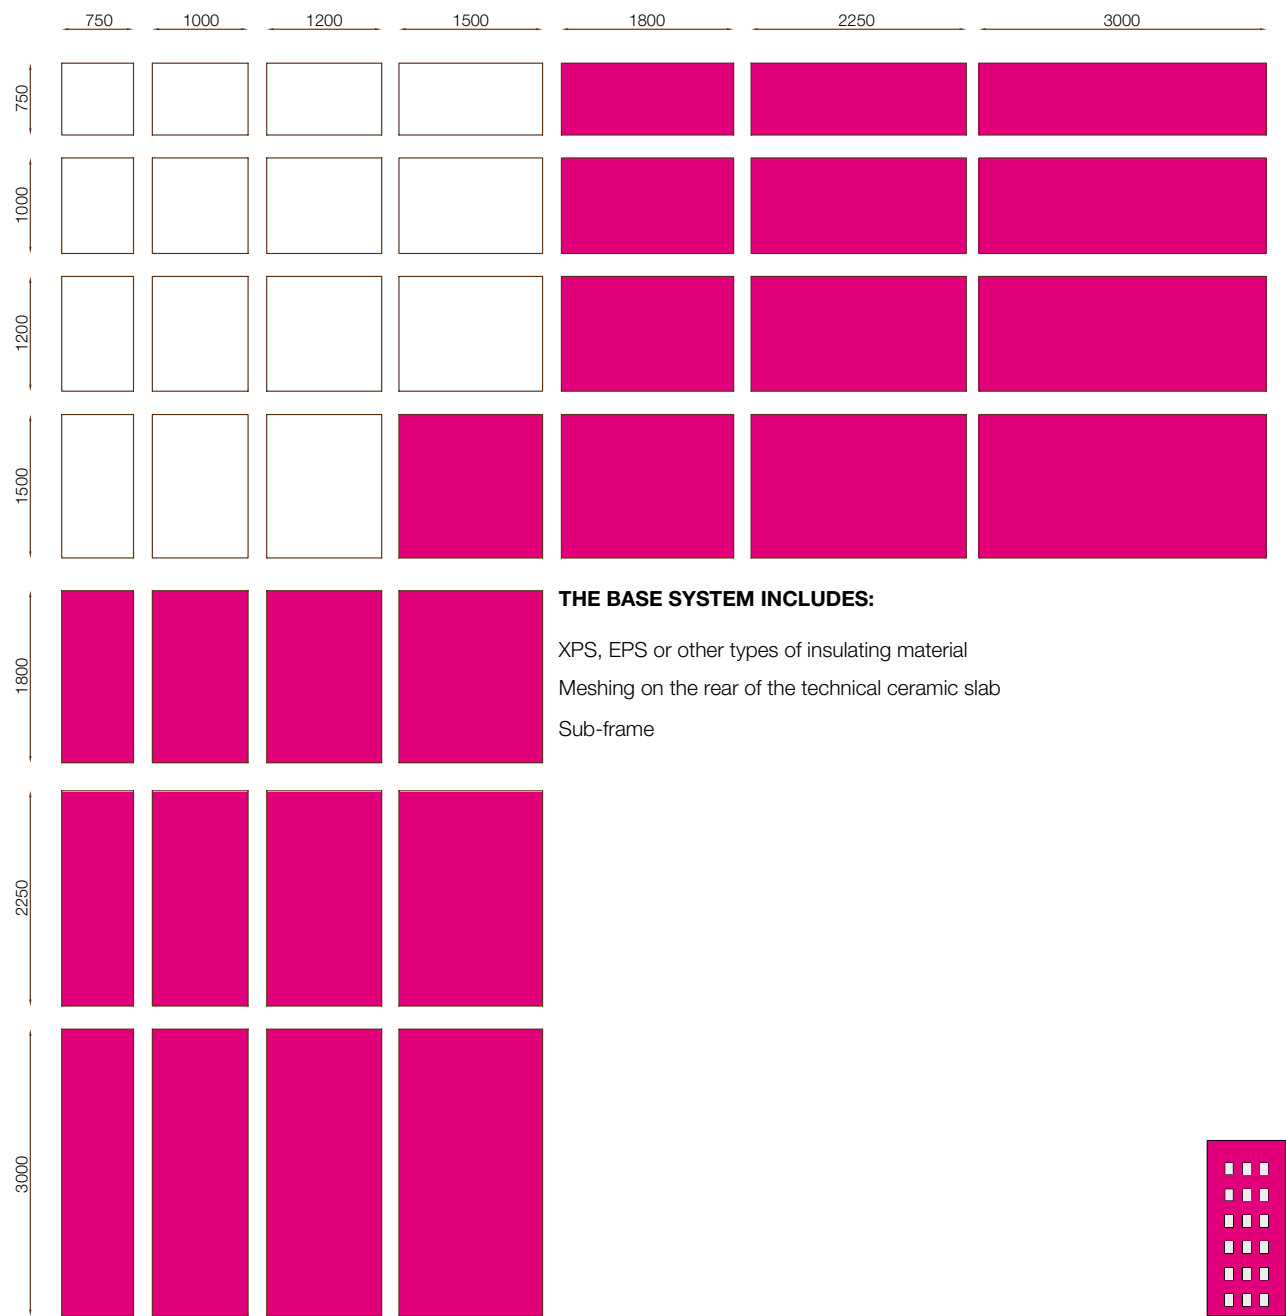 750 1000 1200 1500 1800 2250 3000
750
1000
1200
1500
1800
THE BASE SYSTEM INCLUDES:
XPS, EPS or other types of insulating material
Meshing on the rear of the technical ceramic slab
Sub-frame
2250
3000